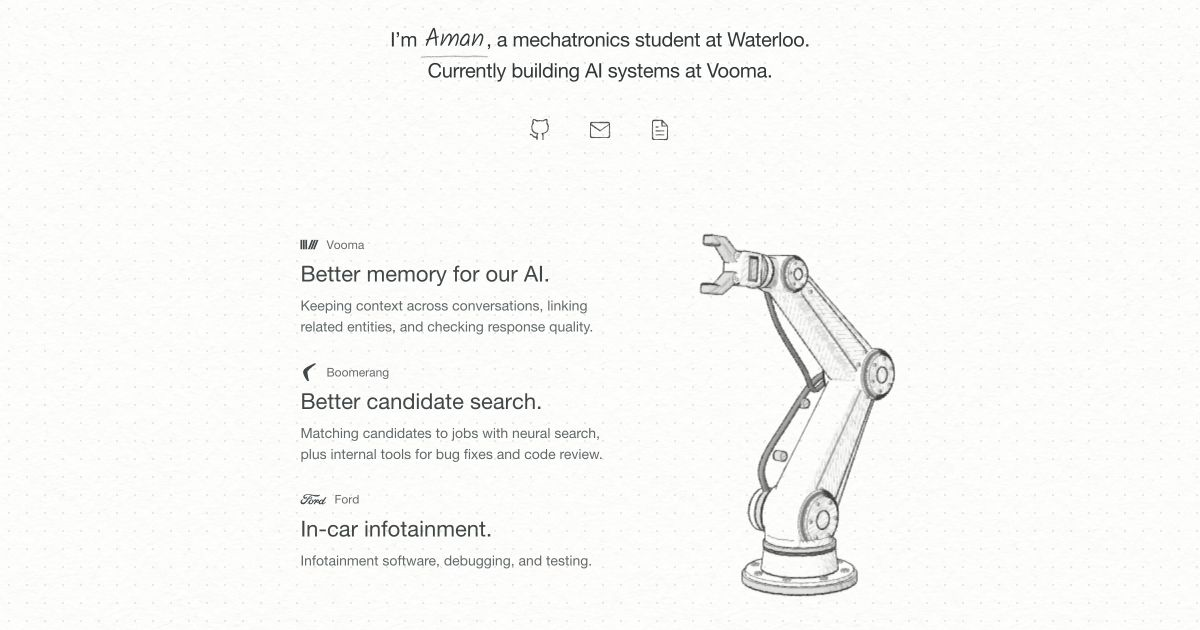 I'm Aman, a mechatronics student at Waterloo.
Currently building AI systems at Vooma.
Vooma
Better memory for our AI.
Keeping context across conversations, linking
related entities, and checking response quality.
Boomerang
Better candidate search.
Matching candidates to jobs with neural search,
plus internal tools for bug fixes and code review.
Ford Ford
In-car infotainment.
Infotainment software, debugging, and testing.